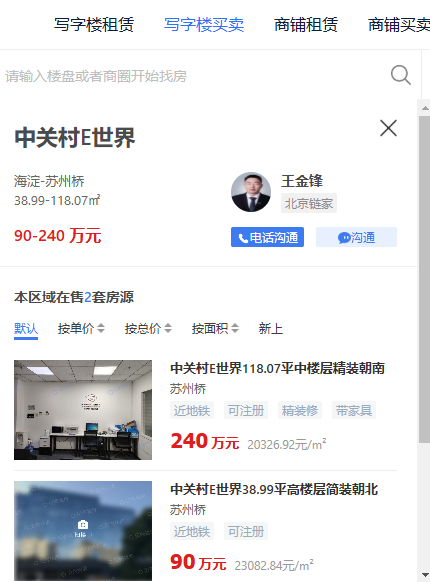 写字楼租赁 写字楼买卖 商铺租赁 商铺买卖
请输入楼盘或者商圈开始找房
中关村E世界
海淀-苏州桥
38.99-118.07㎡
90-240 万元
王金锋
北京链家
电话沟通 沟通
本区域在售2套房源
默认 按单价 按总价 按面积 新上
中关村E世界118.07平中楼层精装朝南
苏州桥
近地铁 可注册 精装修 带家具
240 万元 20326.92元/m²
中关村E世界38.99平高楼层简装朝北
苏州桥
近地铁 可注册
90 万元 23082.84元/m²